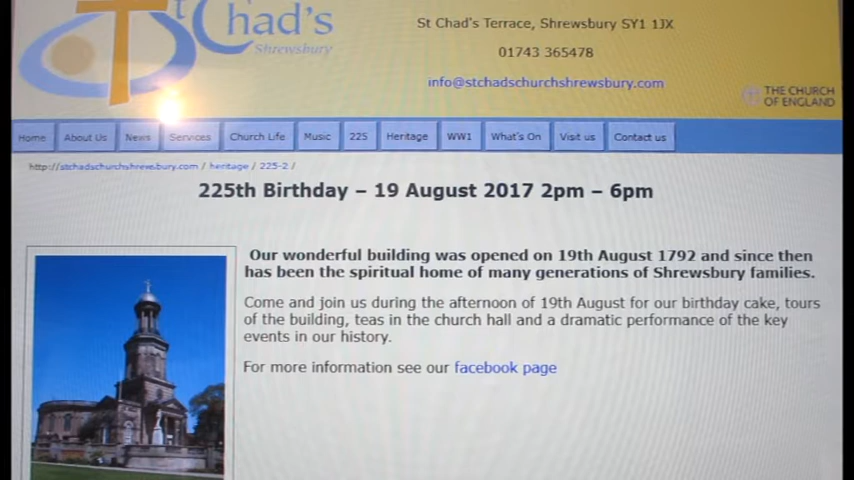 St Chad's
Shrewsbury
St Chad's Terrace, Shrewsbury SY1 1JX
01743 365478
info@stchadschurchshrewsbury.com
THE CHURCH
OF ENGLAND
Home About Us News Services Church Life Music 225 Heritage WW1 What's On Visit us Contact us
http://stchadschurchshrewsbury.com / heritage / 225-2 /
225th Birthday – 19 August 2017 2pm – 6pm
Our wonderful building was opened on 19th August 1792 and since then
has been the spiritual home of many generations of Shrewsbury families.
Come and join us during the afternoon of 19th August for our birthday cake, tours
of the building, teas in the church hall and a dramatic performance of the key
events in our history.
For more information see our facebook page